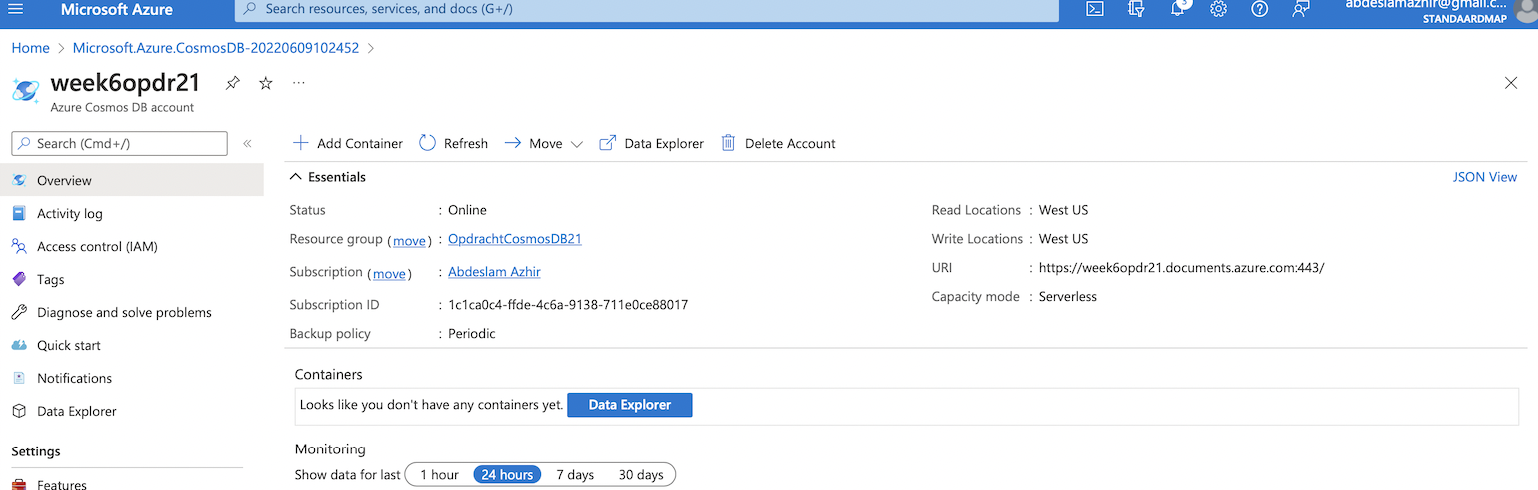 Microsoft Azure
Search resources, services, and docs (G+/)
3
abdeslamazhir@gmail.c...
STANDAARDMAP
Home > Microsoft.Azure.CosmosDB-20220609102452 >
week6opdr21 ...
Azure Cosmos DB account
Search (Cmd+/) «
Add Container Refresh Move Data Explorer Delete Account
Overview
Activity log
Access control (IAM)
Tags
Diagnose and solve problems
Quick start
Notifications
Data Explorer
Settings
Features
Essentials JSON View
Status : Online
Resource group (move) : OpdrachtCosmosDB21
Subscription (move) : Abdeslam Azhir
Subscription ID : 1c1ca0c4-ffde-4c6a-9138-711e0ce88017
Backup policy : Periodic
Read Locations : West US
Write Locations : West US
URI : https://week6opdr21.documents.azure.com:443/
Capacity mode : Serverless
Containers
Looks like you don't have any containers yet. Data Explorer
Monitoring
Show data for last 1 hour 24 hours 7 days 30 days